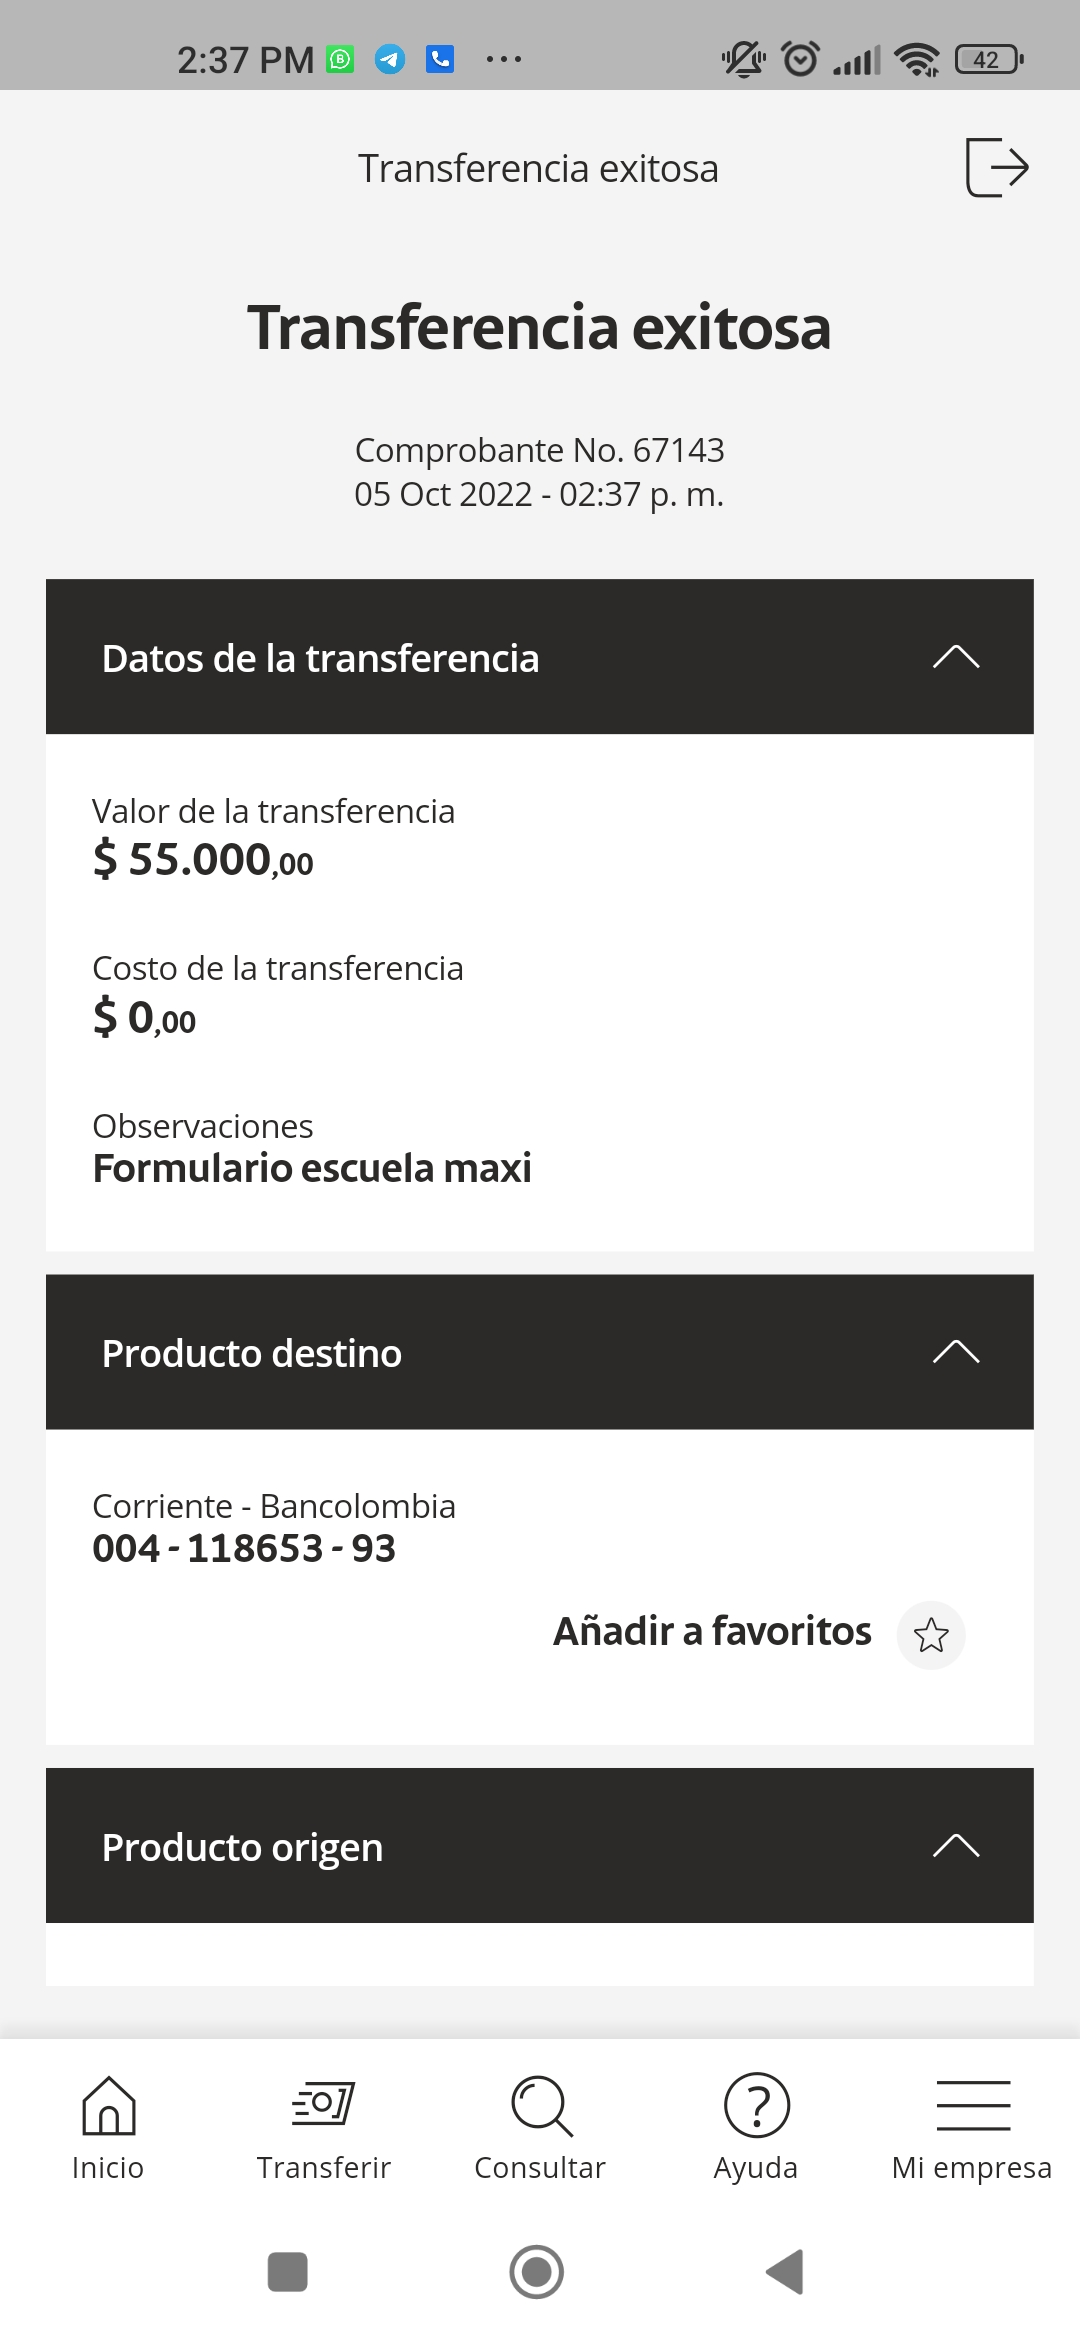 2:37 PM
42
Transferencia exitosa
Transferencia exitosa
Comprobante No. 67143
05 Oct 2022 - 02:37 p. m.
Datos de la transferencia
Valor de la transferencia
$ 55.000,00
Costo de la transferencia
$ 0,00
Observaciones
Formulario escuela maxi
Producto destino
Corriente - Bancolombia
004 - 118653 - 93
Añadir a favoritos
Producto origen
Inicio
Transferir
Consultar
Ayuda
Mi empresa